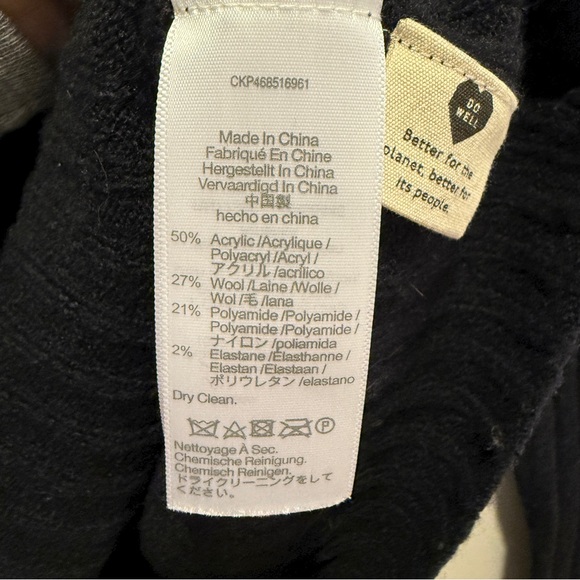 CKP468516961
Made In China
Fabriqué En Chine
Hergestellt In China
Vervaardigd In China
中国製
hecho en china
50% Acrylic /Acrylique /
Polyacryl /Acryl /
アクリル /acrílico
27% Wool /Laine /Wolle /
Wol /毛 /lana
21% Polyamide /Polyamide /
Polyamide /Polyamide /
ナイロン /poliamida
2% Elastane /Élasthanne /
Elastan /Elastaan /
ポリウレタン /elastano
Dry Clean.
P
Nettoyage À Sec.
Chemische Reinigung.
Chemisch Reinigen.
ドライクリーニングをして
ください。
DO
WELL
Better for the
planet, better for
its people.